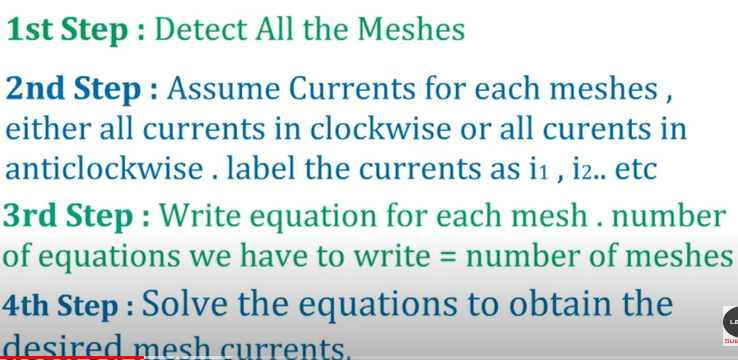 1st Step : Detect All the Meshes
2nd Step : Assume Currents for each meshes ,
either all currents in clockwise or all curents in
anticlockwise . label the currents as i1 , i2.. etc
3rd Step : Write equation for each mesh . number
of equations we have to write = number of meshes
4th Step : Solve the equations to obtain the
desired mesh currents.